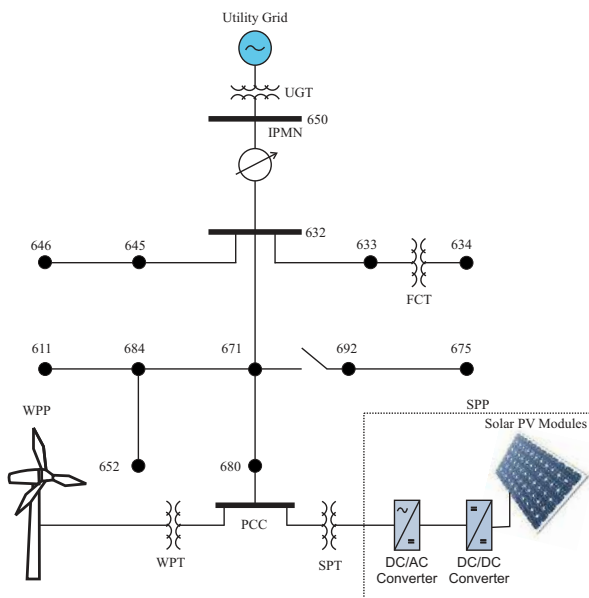 Utility Grid
UGT
650
IPMN
632
646
645
633
634
FCT
611
684
671
692
675
WPP
SPP
Solar PV Modules
652
680
PCC
WPT
SPT
DC/AC
Converter
DC/DC
Converter